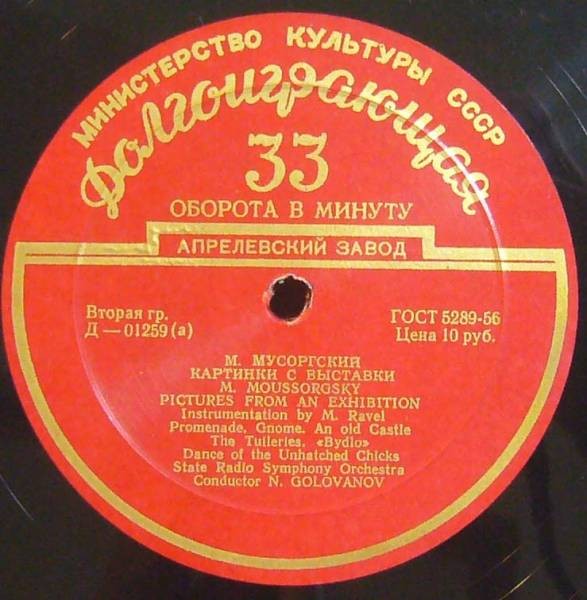 МИНИСТЕРСТВО КУЛЬТУРЫ СССР
Долгоиграющая
33
ОБОРОТА В МИНУТУ
АПРЕЛЕВСКИЙ ЗАВОД
Вторая гр.
Д — 01259 (а)
ГОСТ 5289-56
Цена 10 руб.
М. МУСОРГСКИЙ
КАРТИНКИ С ВЫСТАВКИ
M. MOUSSORGSKY
PICTURES FROM AN EXHIBITION
Instrumentation by M. Ravel
Promenade, Gnome. An old Castle
The Tuileries, «Bydlo»
Dance of the Unhatched Chicks
State Radio Symphony Orchestra
Conductor N. GOLOVANOV